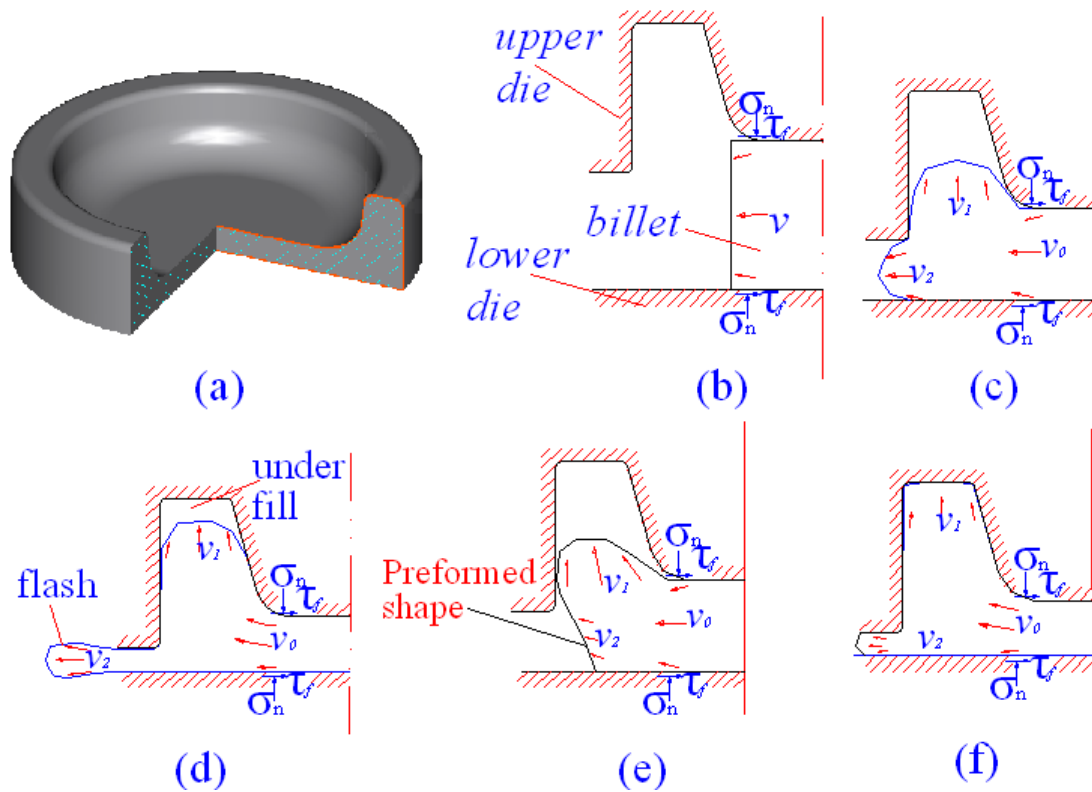 upper
die
σn
τf
billet
v
lower
die
σn
τf
(a)
(b)
σn
τf
v1
v0
v2
σn
τf
(c)
under
fill
v1
flash
σn
τf
v0
v2
σn
τf
(d)
Preformed
shape
v1
σn
τf
v0
v2
σn
τf
(e)
v1
σn
τf
v0
v2
σn
τf
(f)